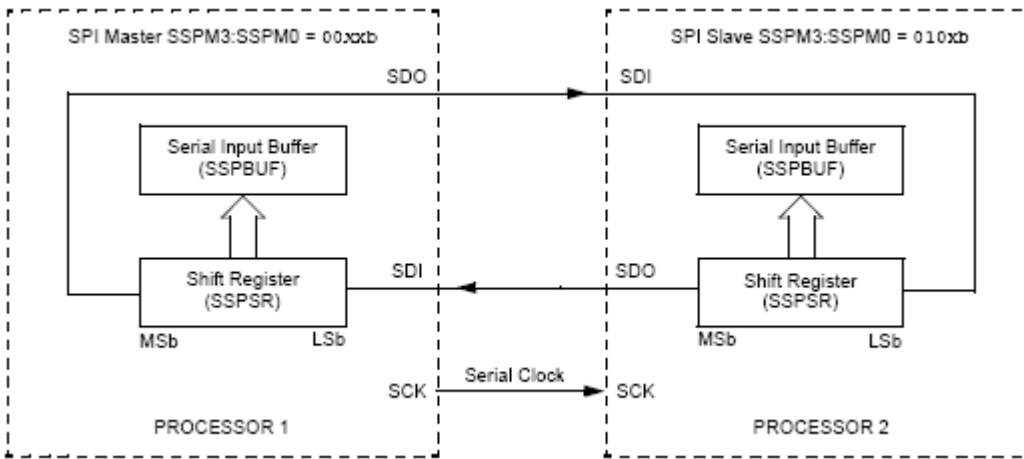 SPI Master SSPM3:SSPM0 = 00xxb
SPI Slave SSPM3:SSPM0 = 010xb
SDO
SDI
Serial Input Buffer
(SSPBUF)
Serial Input Buffer
(SSPBUF)
SDI
SDO
Shift Register
(SSPSR)
Shift Register
(SSPSR)
MSb
LSb
MSb
LSb
Serial Clock
SCK
SCK
PROCESSOR 1
PROCESSOR 2